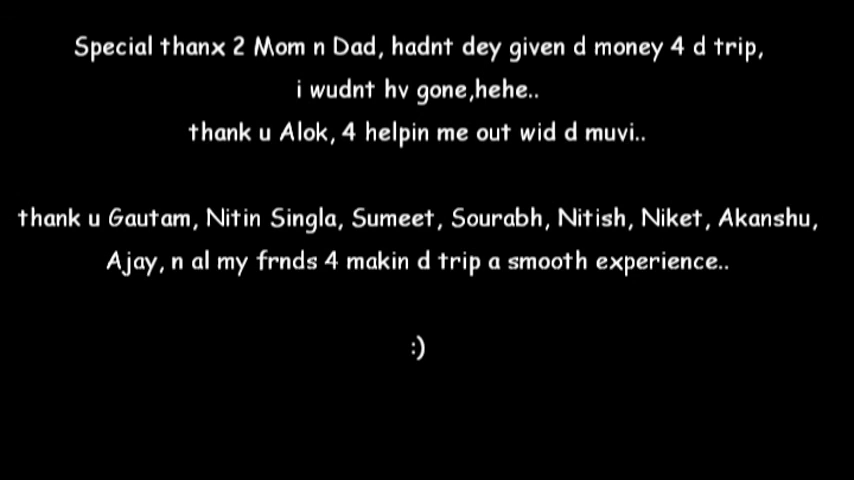 Special thanx 2 Mom n Dad, hadnt dey given d money 4 d trip,
i wudnt hv gone,hehe..
thank u Alok, 4 helpin me out wid d muvi..
thank u Gautam, Nitin Singla, Sumeet, Sourabh, Nitish, Niket, Akanshu,
Ajay, n al my frnds 4 makin d trip a smooth experience..
:)